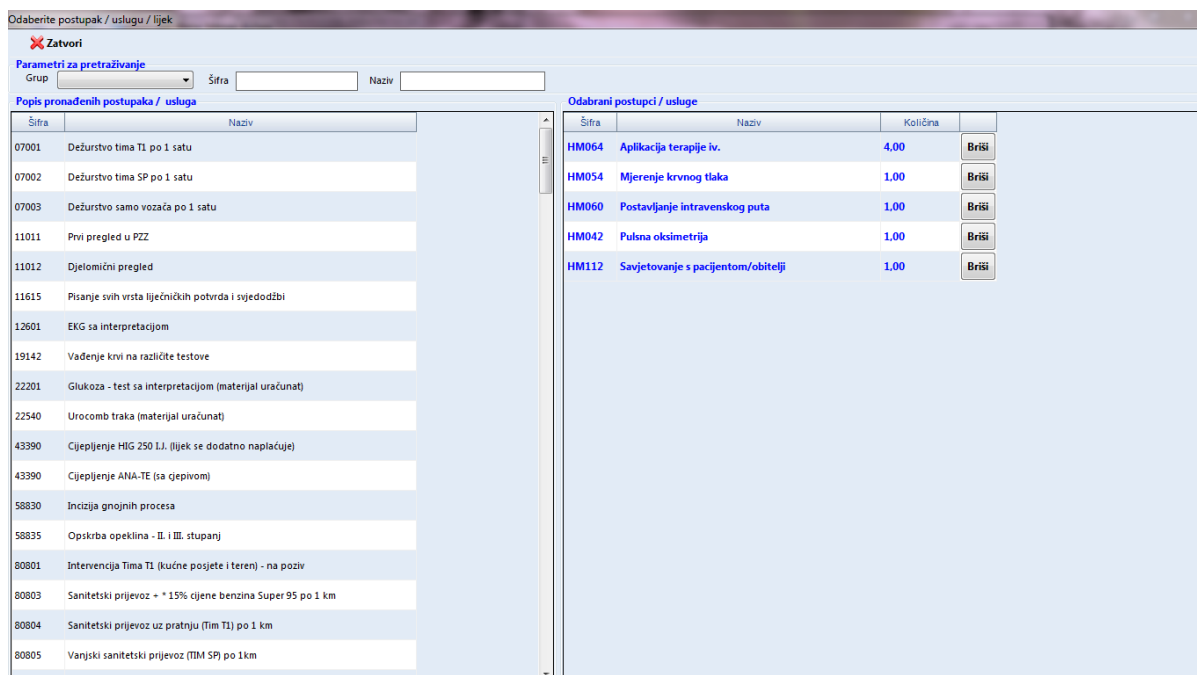 Odaberite postupak / uslugu / lijek
Zatvori
Parametri za pretraživanje
Grup Šifra Naziv
Popis pronađenih postupaka / usluga
Šifra Naziv
07001 Dežurstvo tima T1 po 1 satu
07002 Dežurstvo tima SP po 1 satu
07003 Dežurstvo samo vozača po 1 satu
11011 Prvi pregled u PZZ
11012 Djelomični pregled
11615 Pisanje svih vrsta liječničkih potvrda i svjedodžbi
12601 EKG sa interpretacijom
19142 Vađenje krvi na različite testove
22201 Glukoza - test sa interpretacijom (materijal uračunat)
22540 Urocomb traka (materijal uračunat)
43390 Cijepljenje HIG 250 I.J. (lijek se dodatno naplaćuje)
43390 Cijepljenje ANA-TE (sa cjepivom)
58830 Incizija gnojnih procesa
58835 Opskrba opeklina - II. i III. stupanj
80801 Intervencija Tima T1 (kućne posjete i teren) - na poziv
80803 Sanitetski prijevoz + * 15% cijene benzina Super 95 po 1 km
80804 Sanitetski prijevoz uz pratnju (Tim T1) po 1 km
80805 Vanjski sanitetski prijevoz (TIM SP) po 1km
Odabrani postupci / usluge
Šifra Naziv Količina
HM064 Aplikacija terapije iv. 4,00 Briši
HM054 Mjerenje krvnog tlaka 1,00 Briši
HM060 Postavljanje intravenskog puta 1,00 Briši
HM042 Pulsna oksimetrija 1,00 Briši
HM112 Savjetovanje s pacijentom/obitelji 1,00 Briši